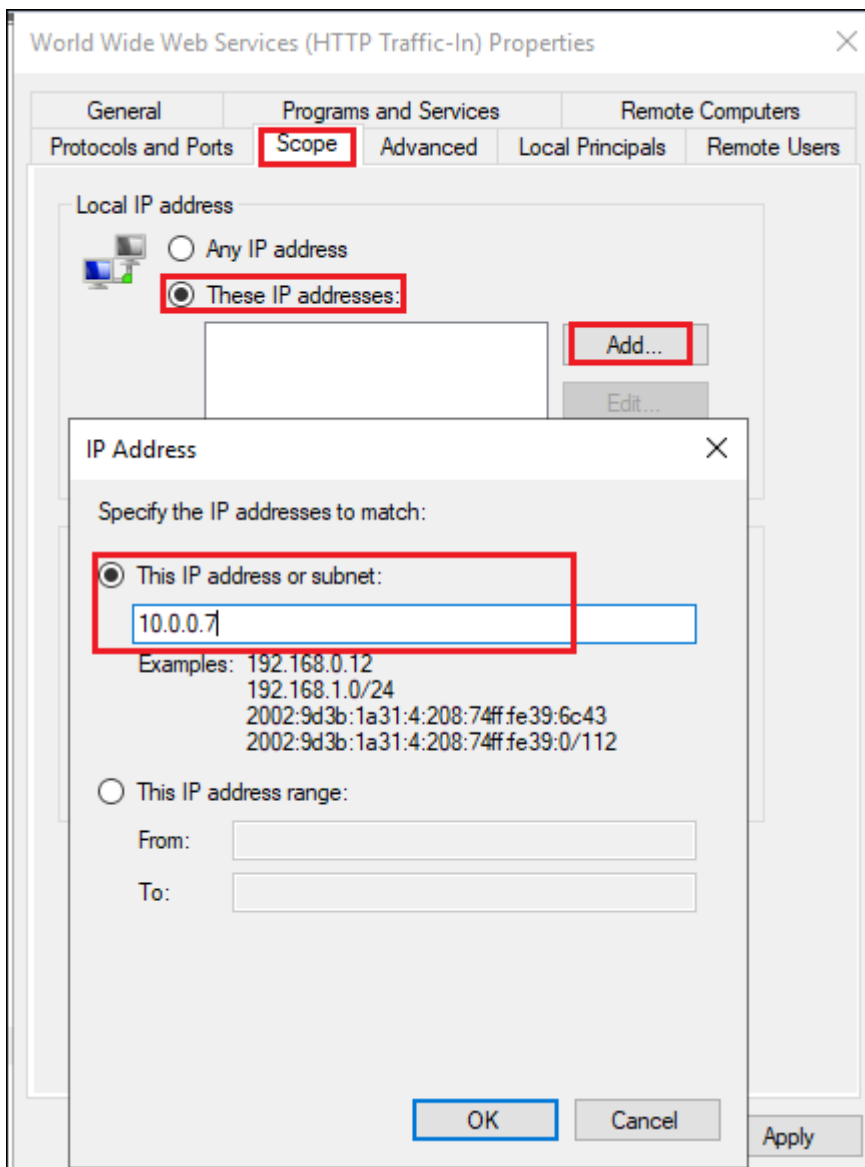 World Wide Web Services (HTTP Traffic-In) Properties
General Programs and Services Remote Computers
Protocols and Ports Scope Advanced Local Principals Remote Users
Local IP address
Any IP address
These IP addresses:
Add...
Edit...
IP Address
Specify the IP addresses to match:
This IP address or subnet:
10.0.0.7
Examples: 192.168.0.12
192.168.1.0/24
2002:9d3b:1a31:4:208:74ff:fe39:6c43
2002:9d3b:1a31:4:208:74ff:fe39:0/112
This IP address range:
From:
To:
OK Cancel
Apply